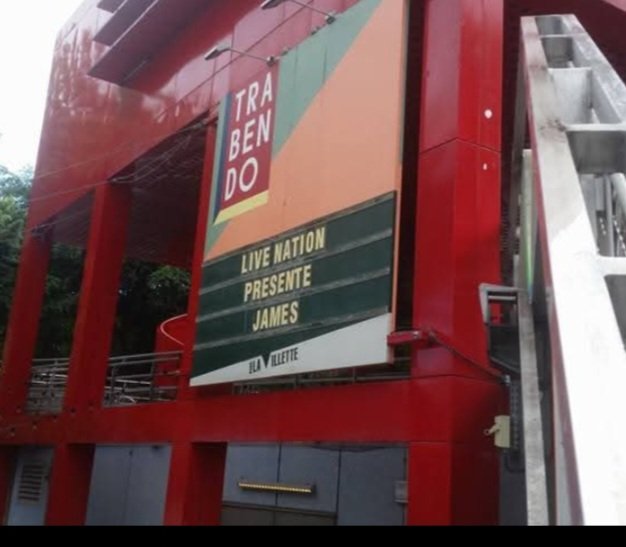 TRA
BEN
DO
LIVE NATION
PRESENTE
JAMES
LA VILLETTE